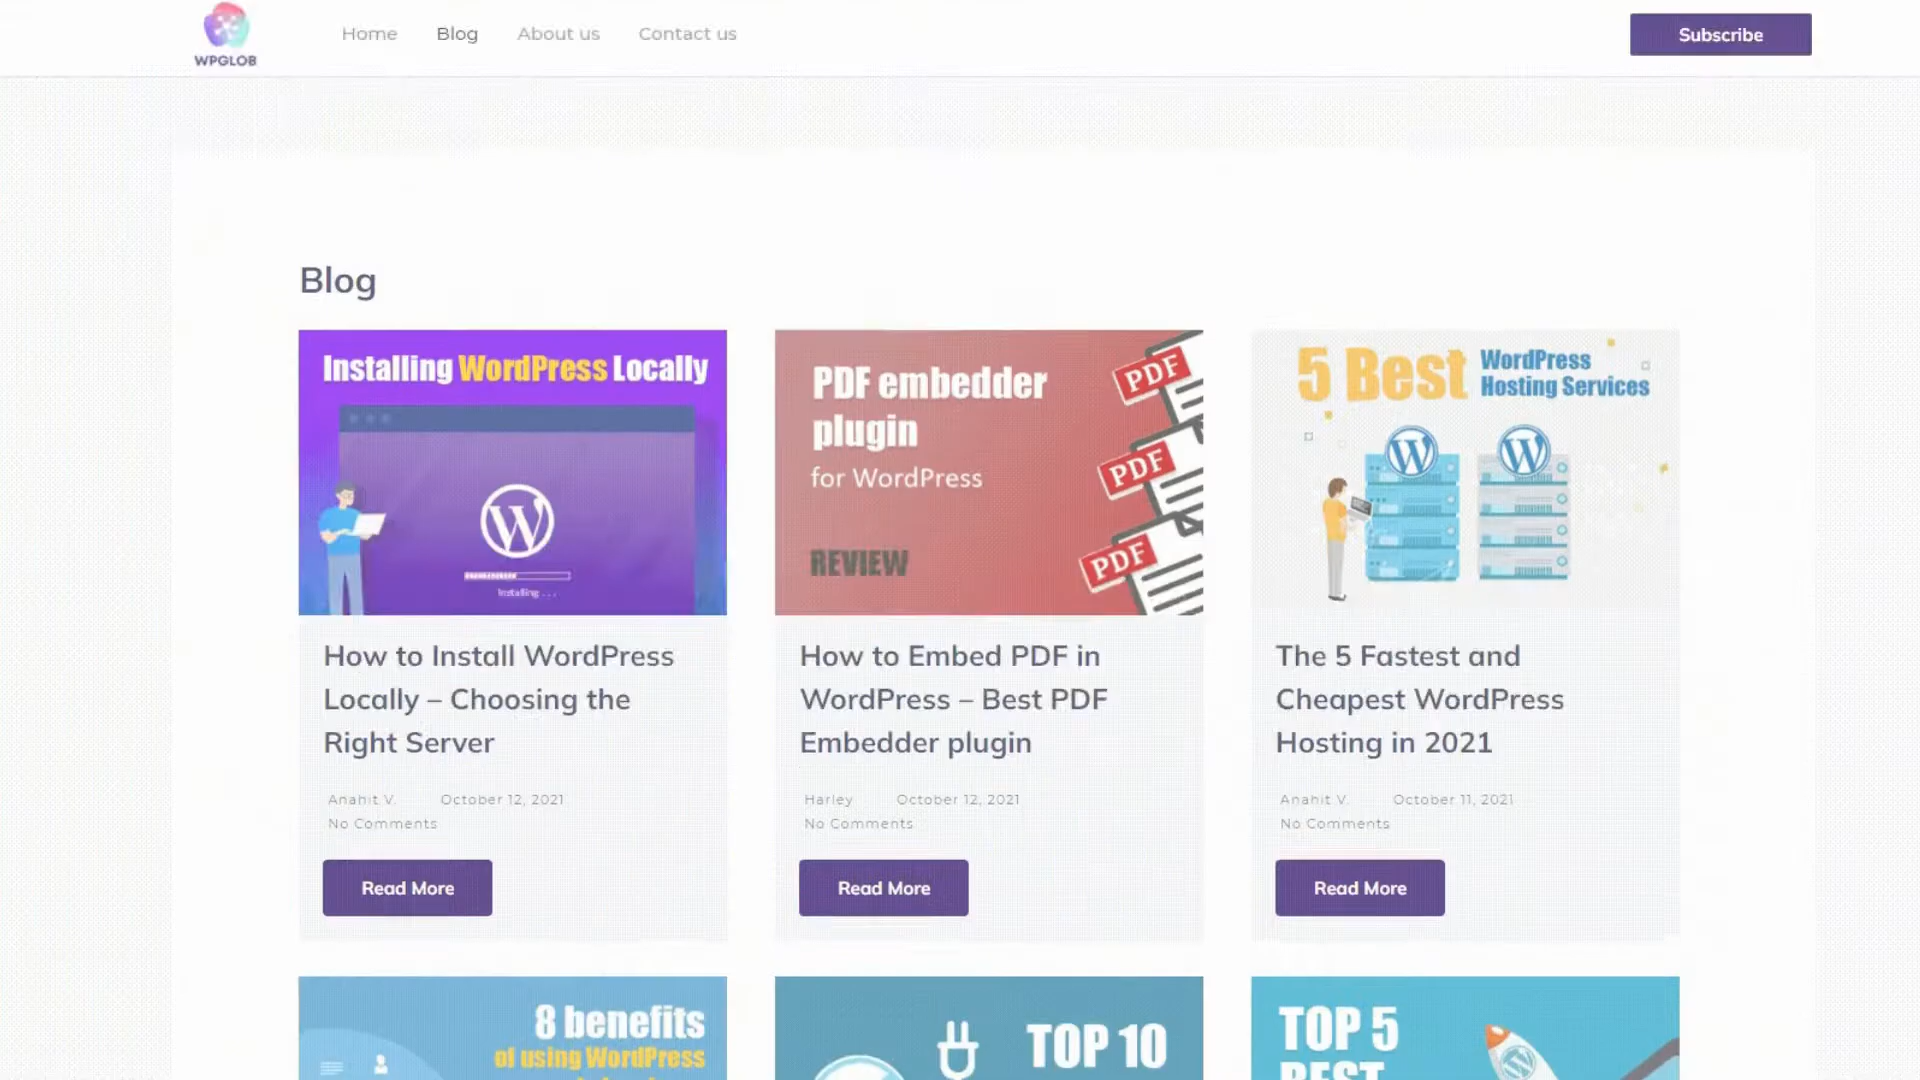 WPGLOB
Home
Blog
About us
Contact us
Subscribe
Blog
Installing WordPress Locally
Installing . . .
How to Install WordPress
Locally – Choosing the
Right Server
Anahit V.
October 12, 2021
No Comments
Read More
PDF embedder
plugin
for WordPress
REVIEW
PDF
PDF
PDF
How to Embed PDF in
WordPress – Best PDF
Embedder plugin
Harley
October 12, 2021
No Comments
Read More
5 Best
WordPress
Hosting Services
The 5 Fastest and
Cheapest WordPress
Hosting in 2021
Anahit V.
October 11, 2021
No Comments
Read More
8 benefits
of using WordPress
TOP 10
TOP 5
BEST